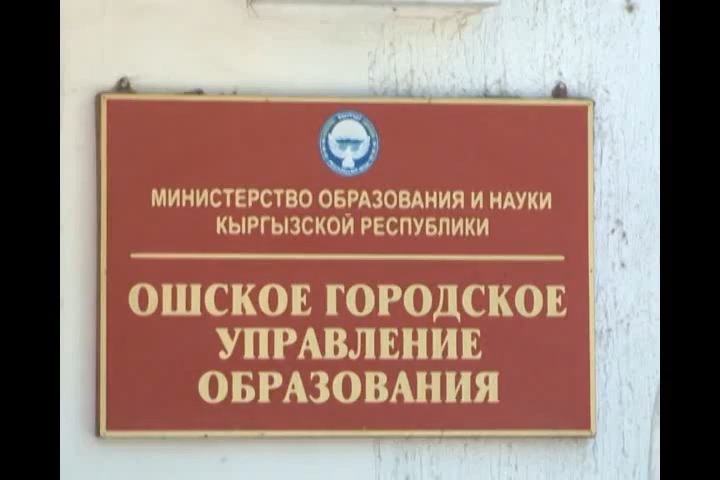 МИНИСТЕРСТВО ОБРАЗОВАНИЯ И НАУКИ
КЫРГЫЗСКОЙ РЕСПУБЛИКИ
ОШСКОЕ ГОРОДСКОЕ
УПРАВЛЕНИЕ
ОБРАЗОВАНИЯ